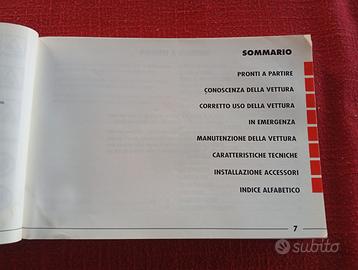 SOMMARIO
PRONTI A PARTIRE
CONOSCENZA DELLA VETTURA
CORRETTO USO DELLA VETTURA
IN EMERGENZA
MANUTENZIONE DELLA VETTURA
CARATTERISTICHE TECNICHE
INSTALLAZIONE ACCESSORI
INDICE ALFABETICO
7
subito